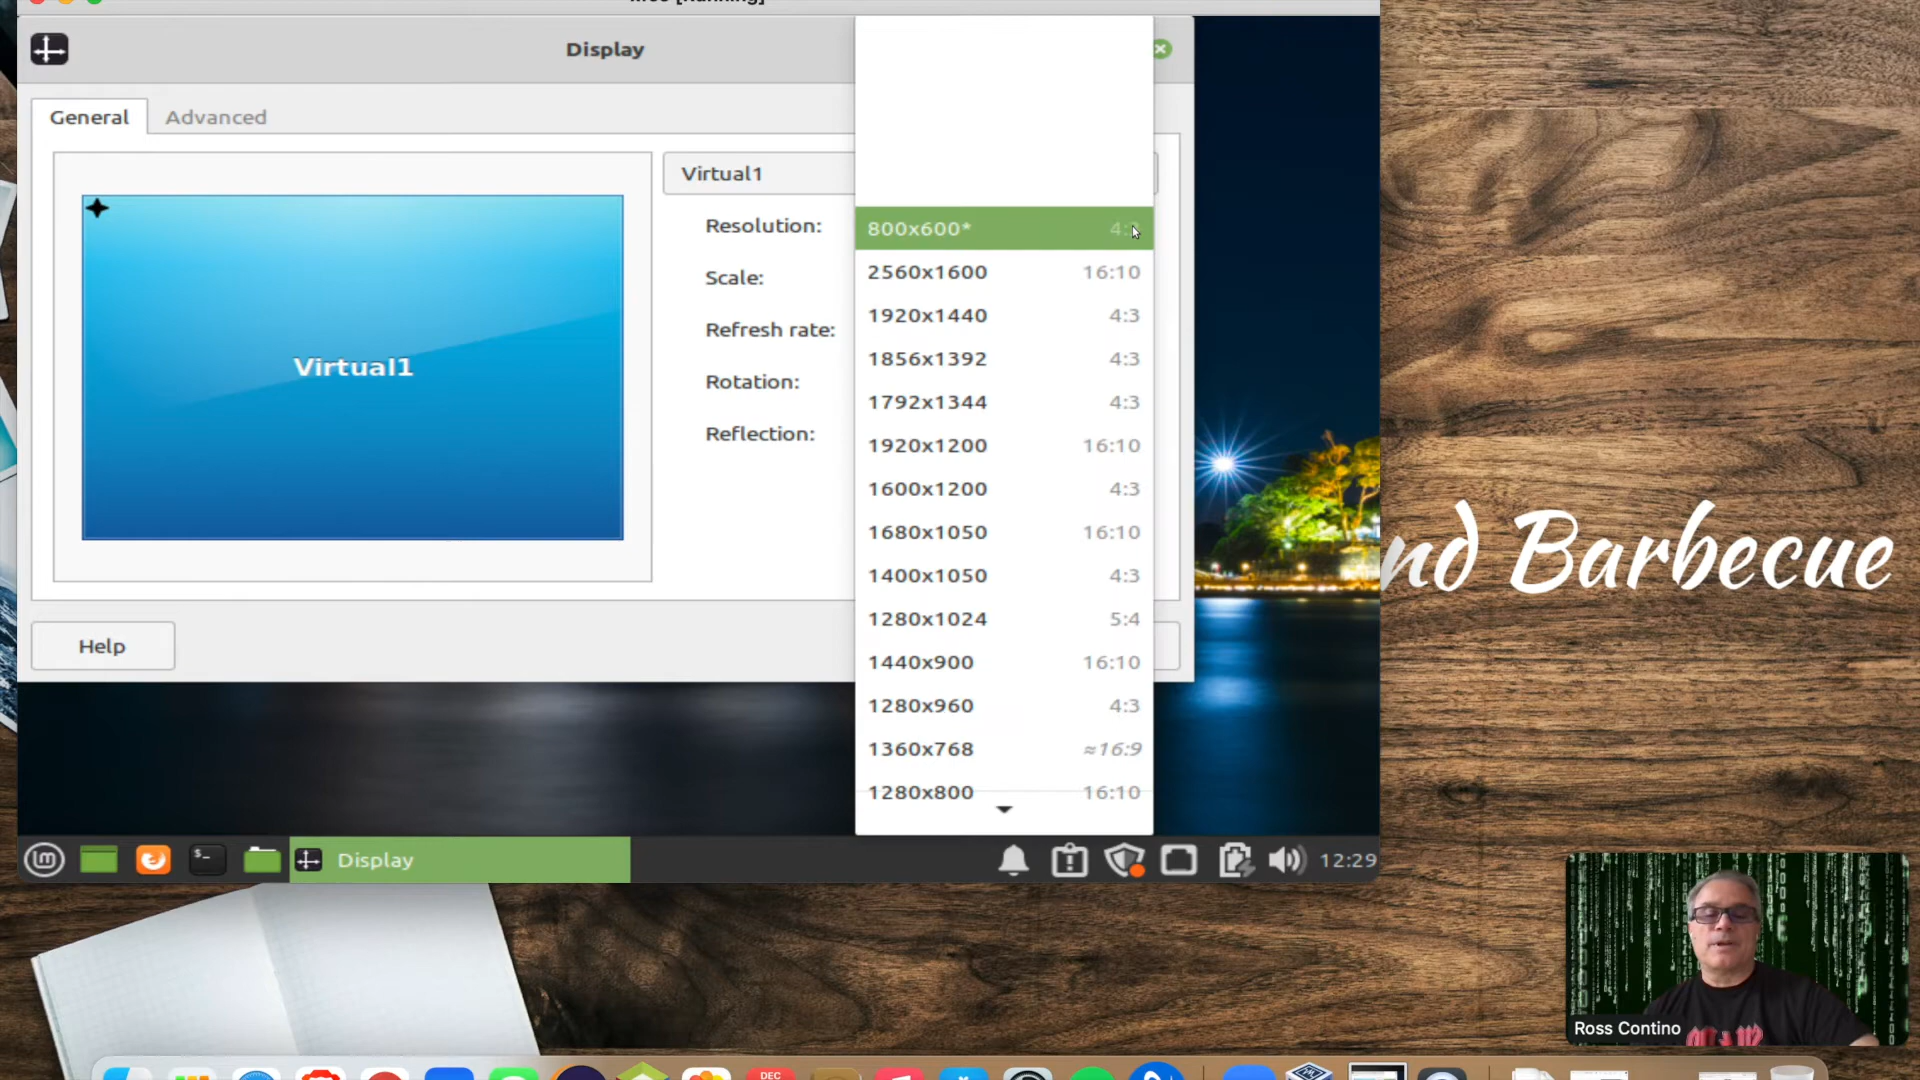 Display
General
Advanced
Virtual1
Virtual1
Resolution:
Scale:
Refresh rate:
Rotation:
Reflection:
800x600*
2560x1600 16:10
1920x1440 4:3
1856x1392 4:3
1792x1344 4:3
1920x1200 16:10
1600x1200 4:3
1680x1050 16:10
1400x1050 4:3
1280x1024 5:4
1440x900 16:10
1280x960 4:3
1360x768 ≈16:9
1280x800 16:10
Help
nd Barbecue
Display
12:29
Ross Contino
DEC